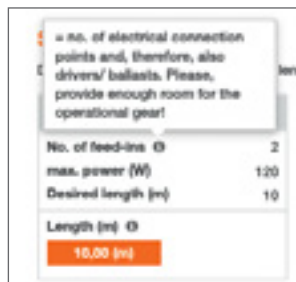 = no. of electrical connection
points and, therefore, also
drivers/ ballasts. Please,
provide enough room for the
operational gear!
No. of feed-ins
2
max. power (W)
120
Desired length (m)
10
Length (m)
10,00 (m)